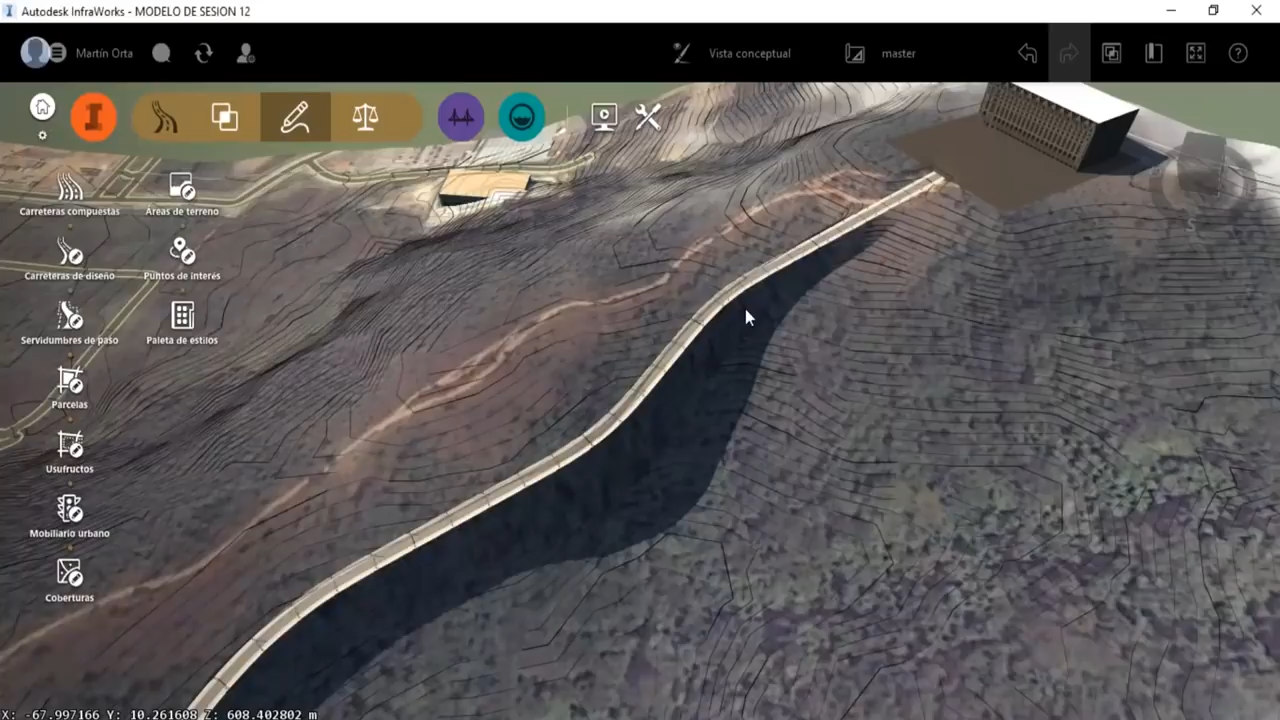 Autodesk InfraWorks - MODELO DE SESION 12
Martín Orta
Vista conceptual
master
Carreteras compuestas
Áreas de terreno
Carreteras de diseño
Puntos de interés
Servidumbres de paso
Paleta de estilos
Parcelas
Usufructos
Mobiliario urbano
Coberturas
S
X: -67.997166 Y: 10.261608 Z: 608.402802 m